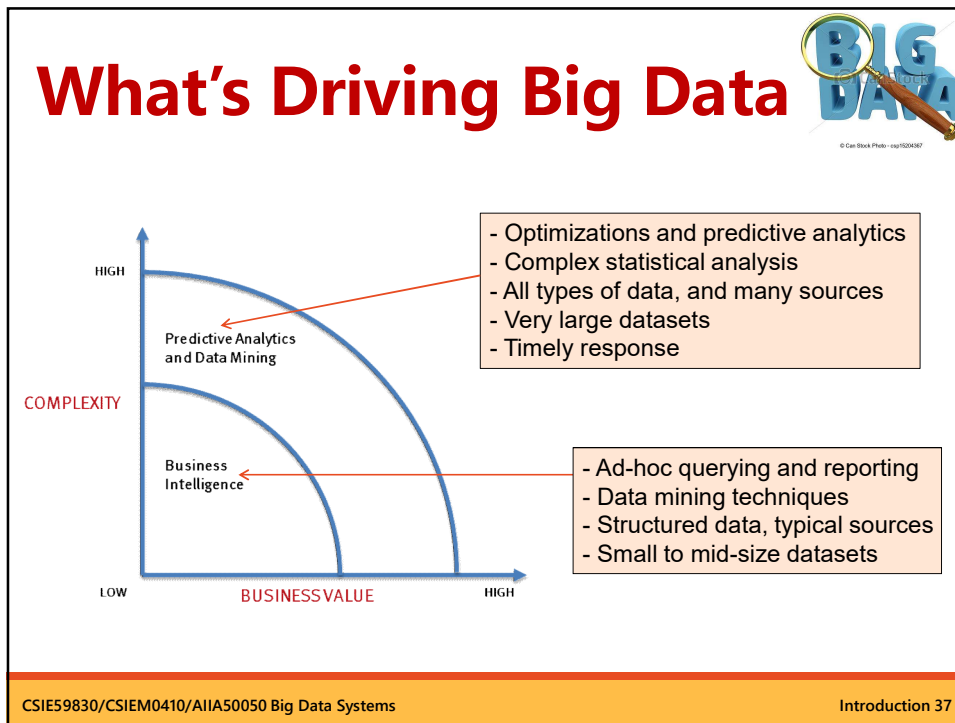 What's Driving Big Data
BIG
DATA
(c) Can Stock
© Can Stock Photo - csp15204367
HIGH
Predictive Analytics
and Data Mining
COMPLEXITY
Business
Intelligence
LOW
BUSINESS VALUE
HIGH
- Optimizations and predictive analytics
- Complex statistical analysis
- All types of data, and many sources
- Very large datasets
- Timely response
- Ad-hoc querying and reporting
- Data mining techniques
- Structured data, typical sources
- Small to mid-size datasets
CSIE59830/CSIEM0410/AIIA50050 Big Data Systems
Introduction 37